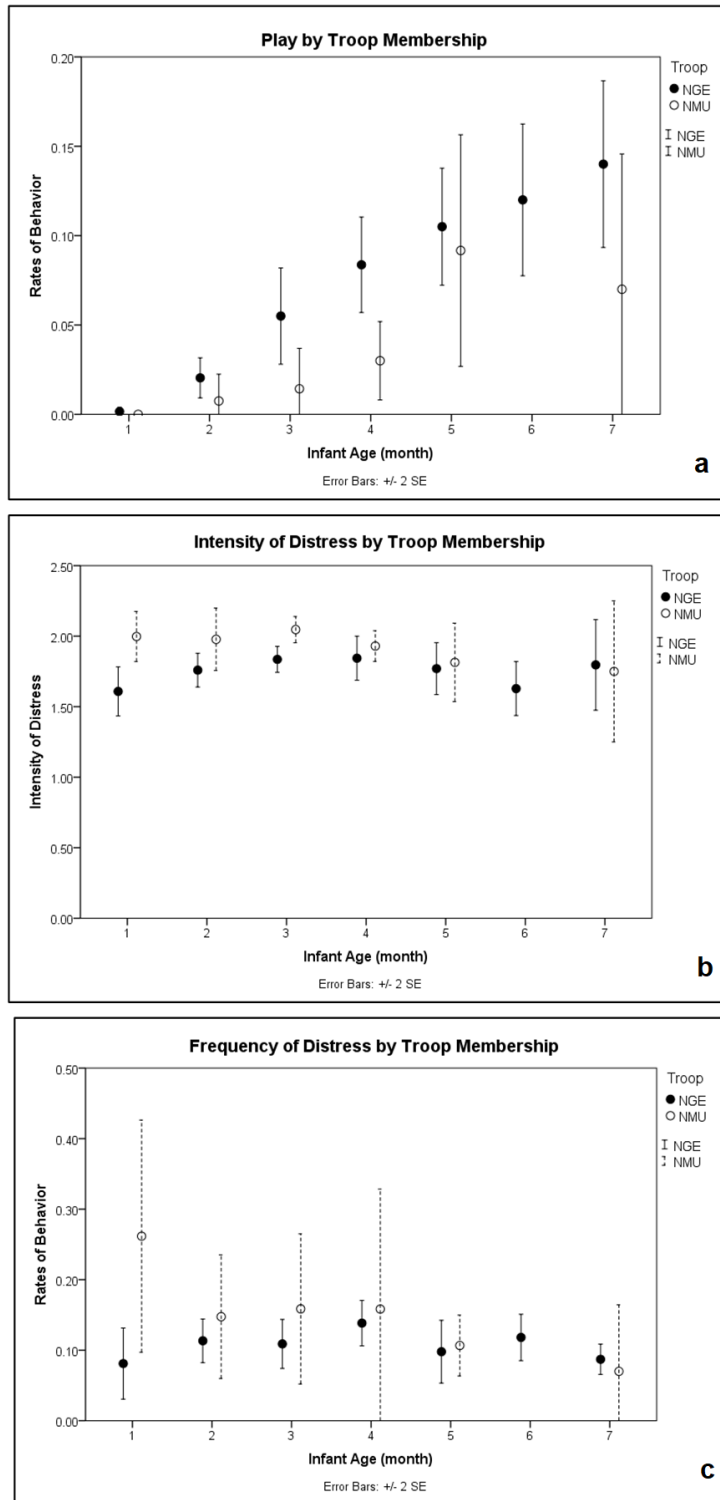 Play by Troop Membership
Troop
NGE
NMU
NGE
NMU
0.20
0.15
0.10
0.05
0.00
Rates of Behavior
1 2 3 4 5 6 7
Infant Age (month)
Error Bars: +/- 2 SE
a
Intensity of Distress by Troop Membership
Troop
NGE
NMU
NGE
NMU
2.50
2.00
1.50
1.00
0.50
0.00
Intensity of Distress
1 2 3 4 5 6 7
Infant Age (month)
Error Bars: +/- 2 SE
b
Frequency of Distress by Troop Membership
Troop
NGE
NMU
NGE
NMU
0.50
0.40
0.30
0.20
0.10
0.00
Rates of Behavior
1 2 3 4 5 6 7
Infant Age (month)
Error Bars: +/- 2 SE
c